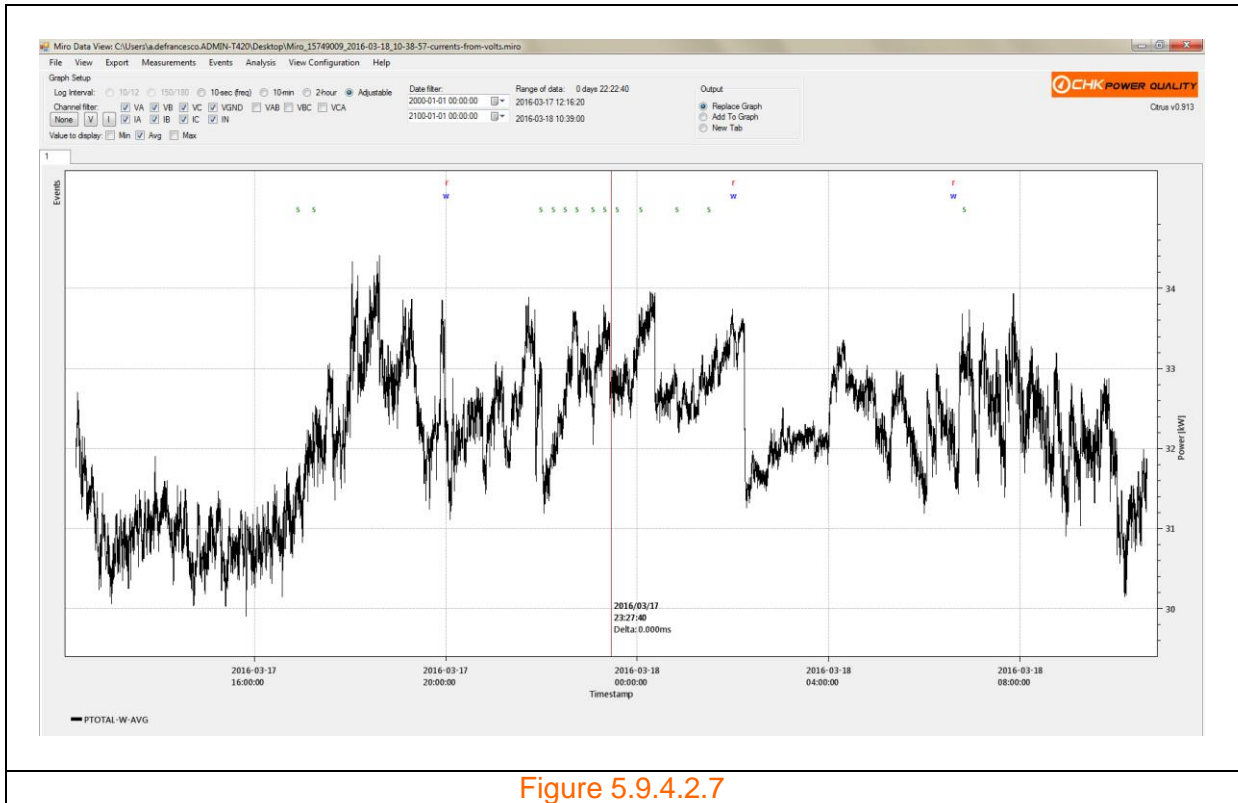 Miro Data View: C:\Users\a.defrancesco.ADMIN-T420\Desktop\Miro_15749009_2016-03-18_10-38-57-currents-from-volts.miro
File View Export Measurements Events Analysis View Configuration Help
Graph Setup
Log Interval: 10/12 150/180 10-sec (freq) 10-min 2-hour Adjustable
Channel filter: VA VB VC VGND VAB VBC VCA
None V I IA IB IC IN
Value to display: Min Avg Max
Date filter:
2000-01-01 00:00:00
2100-01-01 00:00:00
Range of data: 0 days 22:22:40
2016-03-17 12:16:20
2016-03-18 10:39:00
Output
Replace Graph
Add To Graph
New Tab
CHK POWER QUALITY
Citrus v0.913
1
Events
r r r
w w w
s s s s s s s s s s s s s
34
33
32
31
30
Power [kW]
2016/03/17
23:27:40
Delta: 0.000ms
2016-03-17 2016-03-17 2016-03-18 2016-03-18 2016-03-18
16:00:00 20:00:00 00:00:00 04:00:00 08:00:00
Timestamp
PTOTAL-W-AVG
Figure 5.9.4.2.7